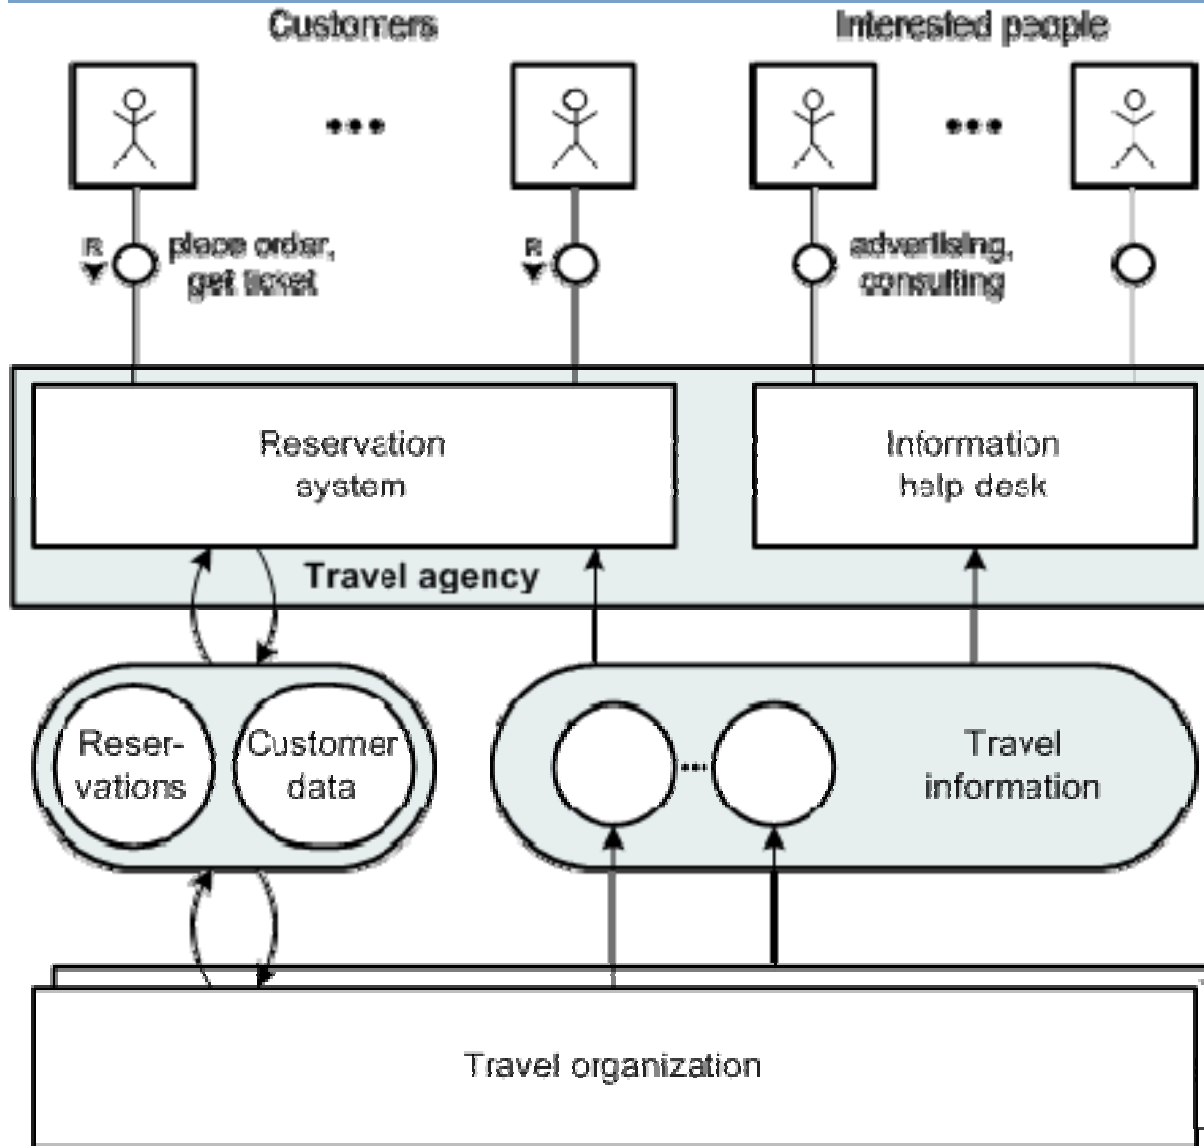 Customers
Interested people
R
place order,
get ticket
R
advertising,
consulting
Reservation
system
Information
help desk
Travel agency
Reser-
vations
Customer
data
Travel
information
Travel organization